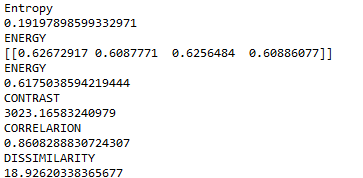 Entropy
0.19197898599332971
ENERGY
[[0.62672917 0.6087771  0.6256484  0.60886077]]
ENERGY
0.6175038594219444
CONTRAST
3023.16583240979
CORRELARION
0.8608288830724307
DISSIMILARITY
18.92620338365677